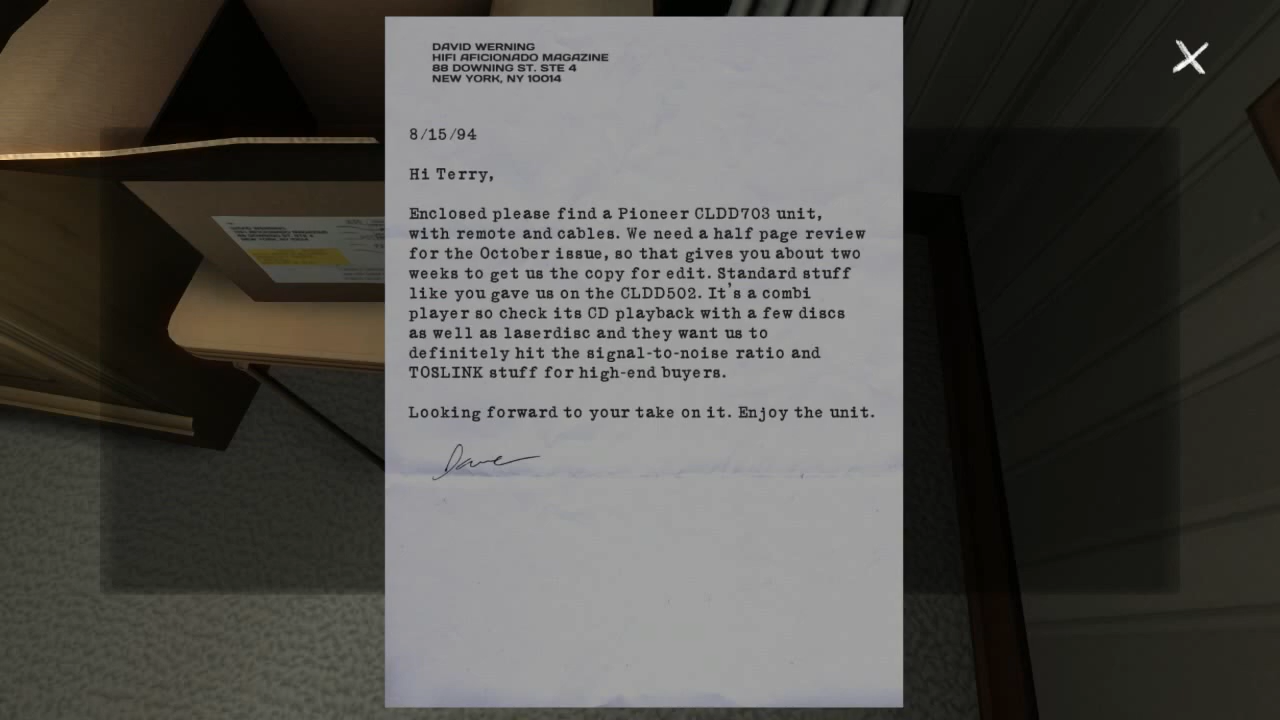 DAVID WERNING
HIFI AFICIONADO MAGAZINE
88 DOWNING ST. STE 4
NEW YORK, NY 10014
8/15/94
Hi Terry,
Enclosed please find a Pioneer CLDD703 unit,
with remote and cables. We need a half page review
for the October issue, so that gives you about two
weeks to get us the copy for edit. Standard stuff
like you gave us on the CLDD502. It's a combi
player so check its CD playback with a few discs
as well as laserdisc and they want us to
definitely hit the signal-to-noise ratio and
TOSLINK stuff for high-end buyers.
Looking forward to your take on it. Enjoy the unit.
Dave